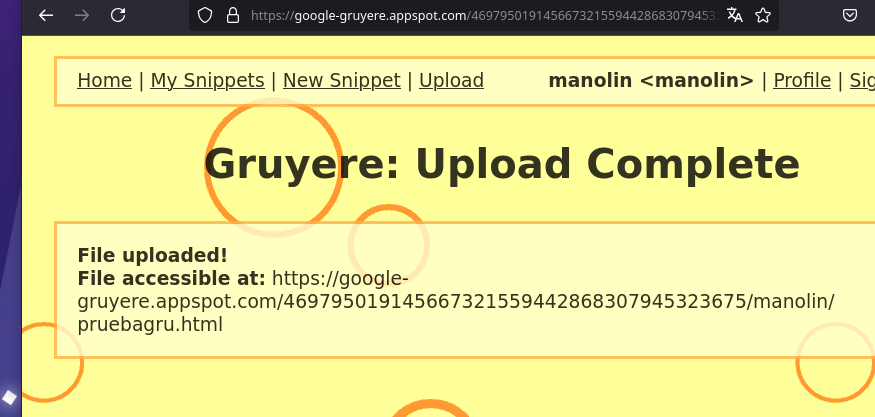 https://google-gruyere.appspot.com/469795019145667321559442868307945323
Home | My Snippets | New Snippet | Upload manolin <manolin> | Profile | Sig
Gruyere: Upload Complete
File uploaded!
File accessible at: https://google-
gruyere.appspot.com/469795019145667321559442868307945323675/manolin/
pruebagru.html